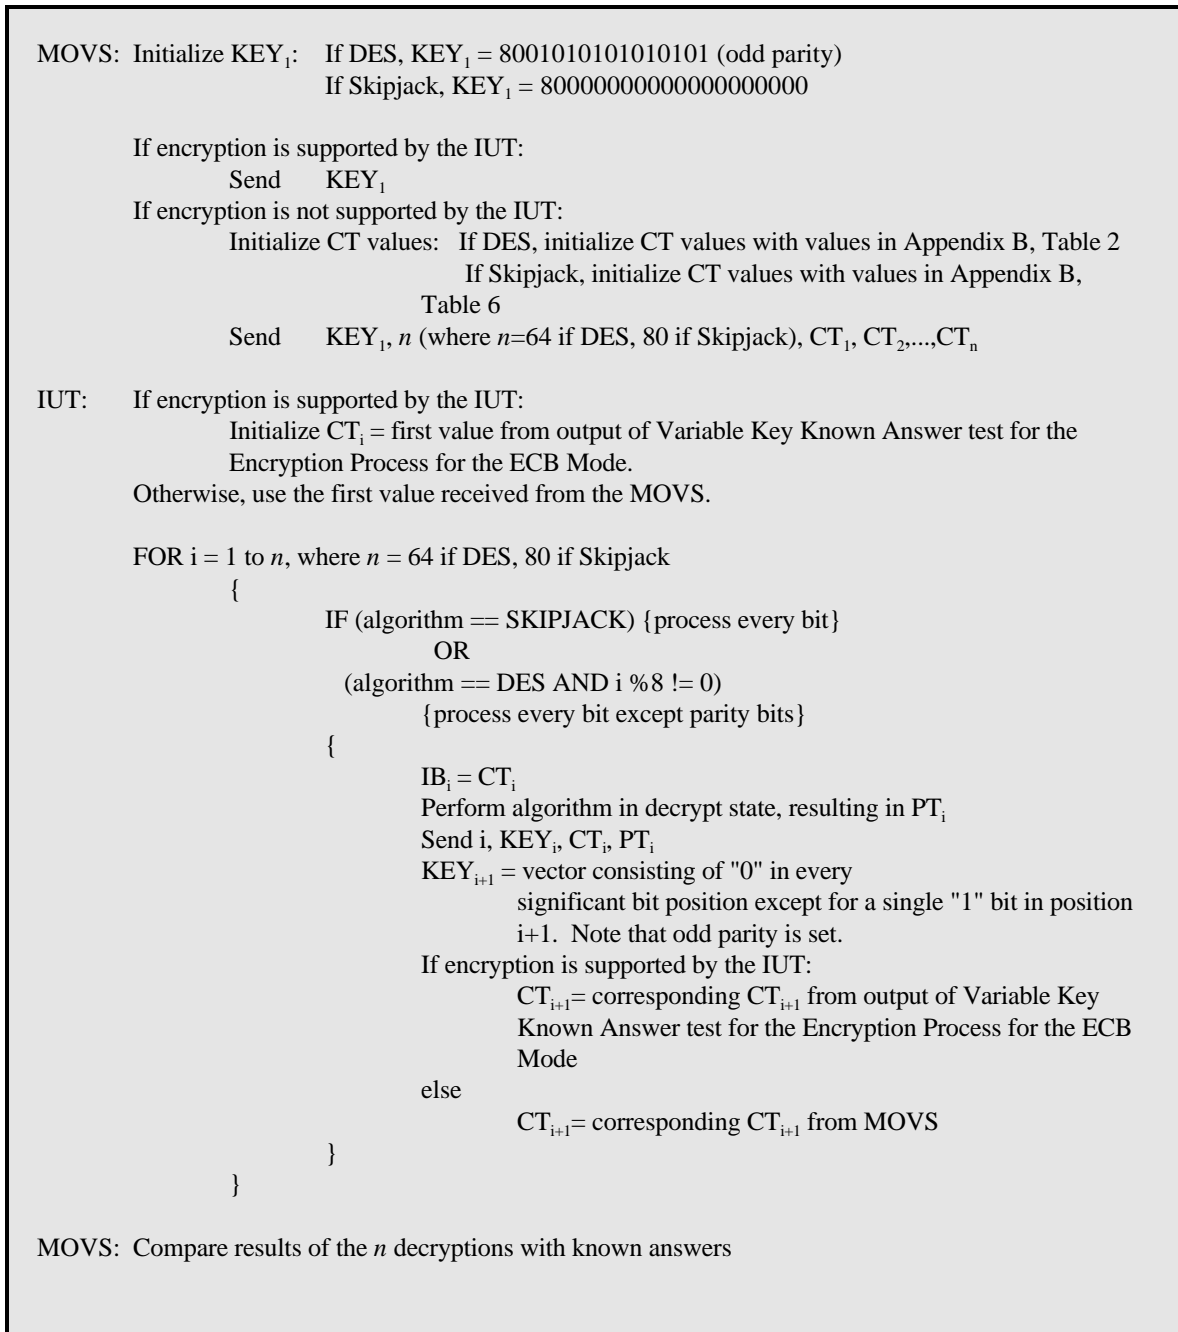 MOVS: Initialize KEY₁: If DES, KEY₁ = 8001010101010101 (odd parity)
If Skipjack, KEY₁ = 80000000000000000000
If encryption is supported by the IUT:
Send KEY₁
If encryption is not supported by the IUT:
Initialize CT values: If DES, initialize CT values with values in Appendix B, Table 2
If Skipjack, initialize CT values with values in Appendix B,
Table 6
Send KEY₁, n (where n=64 if DES, 80 if Skipjack), CT₁, CT₂,...,CTₙ
IUT: If encryption is supported by the IUT:
Initialize CTᵢ = first value from output of Variable Key Known Answer test for the
Encryption Process for the ECB Mode.
Otherwise, use the first value received from the MOVS.
FOR i = 1 to n, where n = 64 if DES, 80 if Skipjack
{
IF (algorithm == SKIPJACK) {process every bit}
OR
(algorithm == DES AND i %8 != 0)
{process every bit except parity bits}
{
IBᵢ = CTᵢ
Perform algorithm in decrypt state, resulting in PTᵢ
Send i, KEYᵢ, CTᵢ, PTᵢ
KEYᵢ₊₁ = vector consisting of "0" in every
significant bit position except for a single "1" bit in position
i+1. Note that odd parity is set.
If encryption is supported by the IUT:
CTᵢ₊₁= corresponding CTᵢ₊₁ from output of Variable Key
Known Answer test for the Encryption Process for the ECB
Mode
else
CTᵢ₊₁= corresponding CTᵢ₊₁ from MOVS
}
}
MOVS: Compare results of the n decryptions with known answers